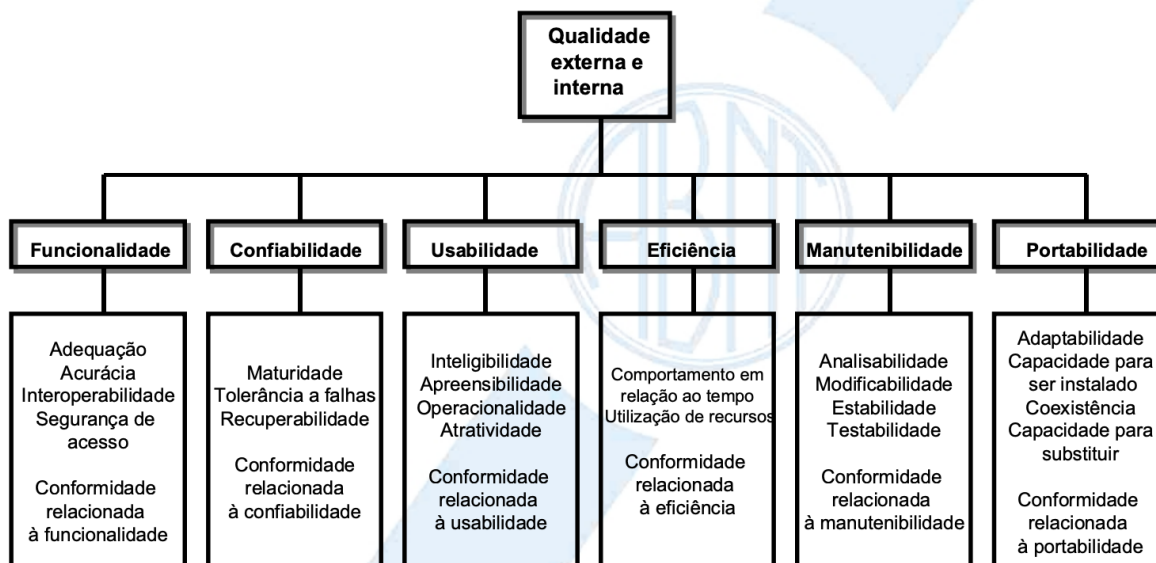 Qualidade
externa e
interna
Funcionalidade
Confiabilidade
Usabilidade
Eficiência
Manutenibilidade
Portabilidade
Adequação
Acurácia
Interoperabilidade
Segurança de
acesso
Conformidade
relacionada
à funcionalidade
Maturidade
Tolerância a falhas
Recuperabilidade
Conformidade
relacionada
à confiabilidade
Inteligibilidade
Apreensibilidade
Operacionalidade
Atratividade
Conformidade
relacionada
à usabilidade
Comportamento em
relação ao tempo
Utilização de recursos
Conformidade
relacionada
à eficiência
Analisabilidade
Modificabilidade
Estabilidade
Testabilidade
Conformidade
relacionada
à manutenibilidade
Adaptabilidade
Capacidade para
ser instalado
Coexistência
Capacidade para
substituir
Conformidade
relacionada
à portabilidade
ABNT